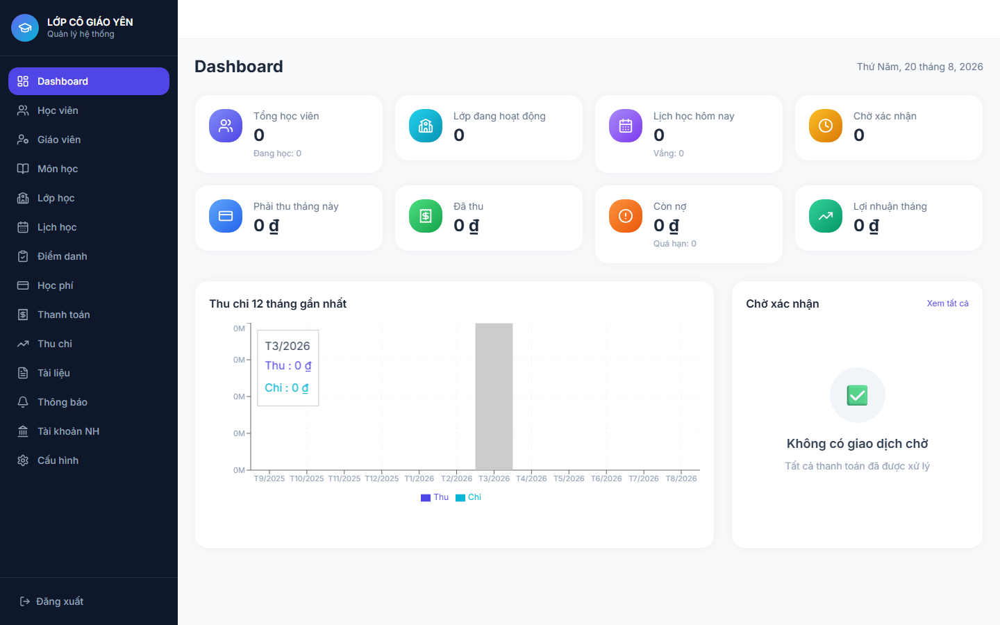 LỚP CÔ GIÁO YÊN
Quản lý hệ thống
Dashboard
Học viên
Giáo viên
Môn học
Lớp học
Lịch học
Điểm danh
Học phí
Thanh toán
Thu chi
Tài liệu
Thông báo
Tài khoản NH
Cấu hình
Đăng xuất
Dashboard
Thứ Năm, 20 tháng 8, 2026
Tổng học viên
0
Đang học: 0
Lớp đang hoạt động
0
Lịch học hôm nay
0
Vắng: 0
Chờ xác nhận
0
Phải thu tháng này
0 ₫
Đã thu
0 ₫
Còn nợ
0 ₫
Quá hạn: 0
Lợi nhuận tháng
0 ₫
Thu chi 12 tháng gần nhất
0M
0M
0M
0M
0M
T3/2026
Thu : 0 ₫
Chi : 0 ₫
T9/2025 T10/2025 T11/2025 T12/2025 T1/2026 T2/2026 T3/2026 T4/2026 T5/2026 T6/2026 T7/2026 T8/2026
Thu Chi
Chờ xác nhận
Xem tất cả
Không có giao dịch chờ
Tất cả thanh toán đã được xử lý